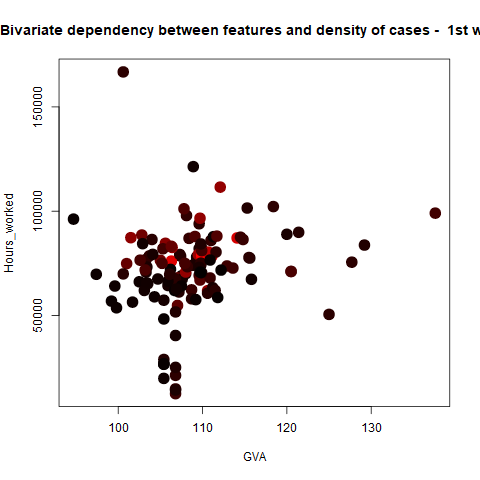 Bivariate dependency between features and density of cases - 1st w
Hours_worked
150000
100000
50000
100 110 120 130
GVA